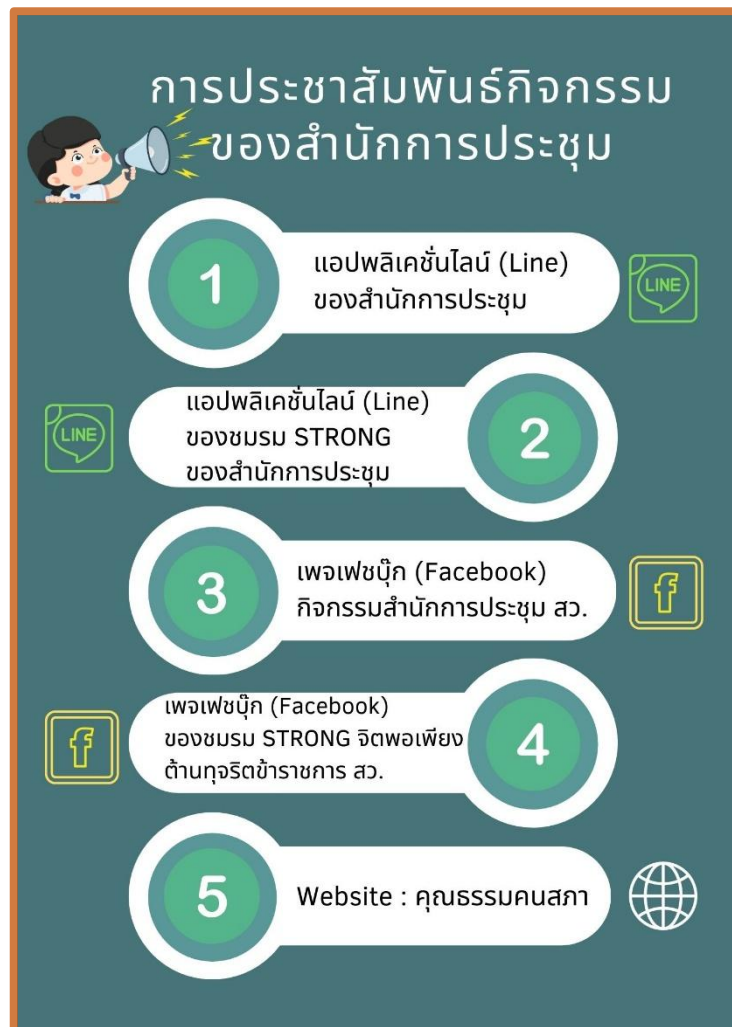 การประชาสัมพันธ์กิจกรรม
ของสำนักการประชุม
1
แอปพลิเคชั่นไลน์ (Line)
ของสำนักการประชุม
LINE
LINE
แอปพลิเคชั่นไลน์ (Line)
ของชมรม STRONG
ของสำนักการประชุม
2
3
เพจเฟซบุ๊ก (Facebook)
กิจกรรมสำนักการประชุม สว.
f
f
เพจเฟซบุ๊ก (Facebook)
ของชมรม STRONG จิตพอเพียง
ต้านทุจริตข้าราชการ สว.
4
5
Website : คุณธรรมคนสภา